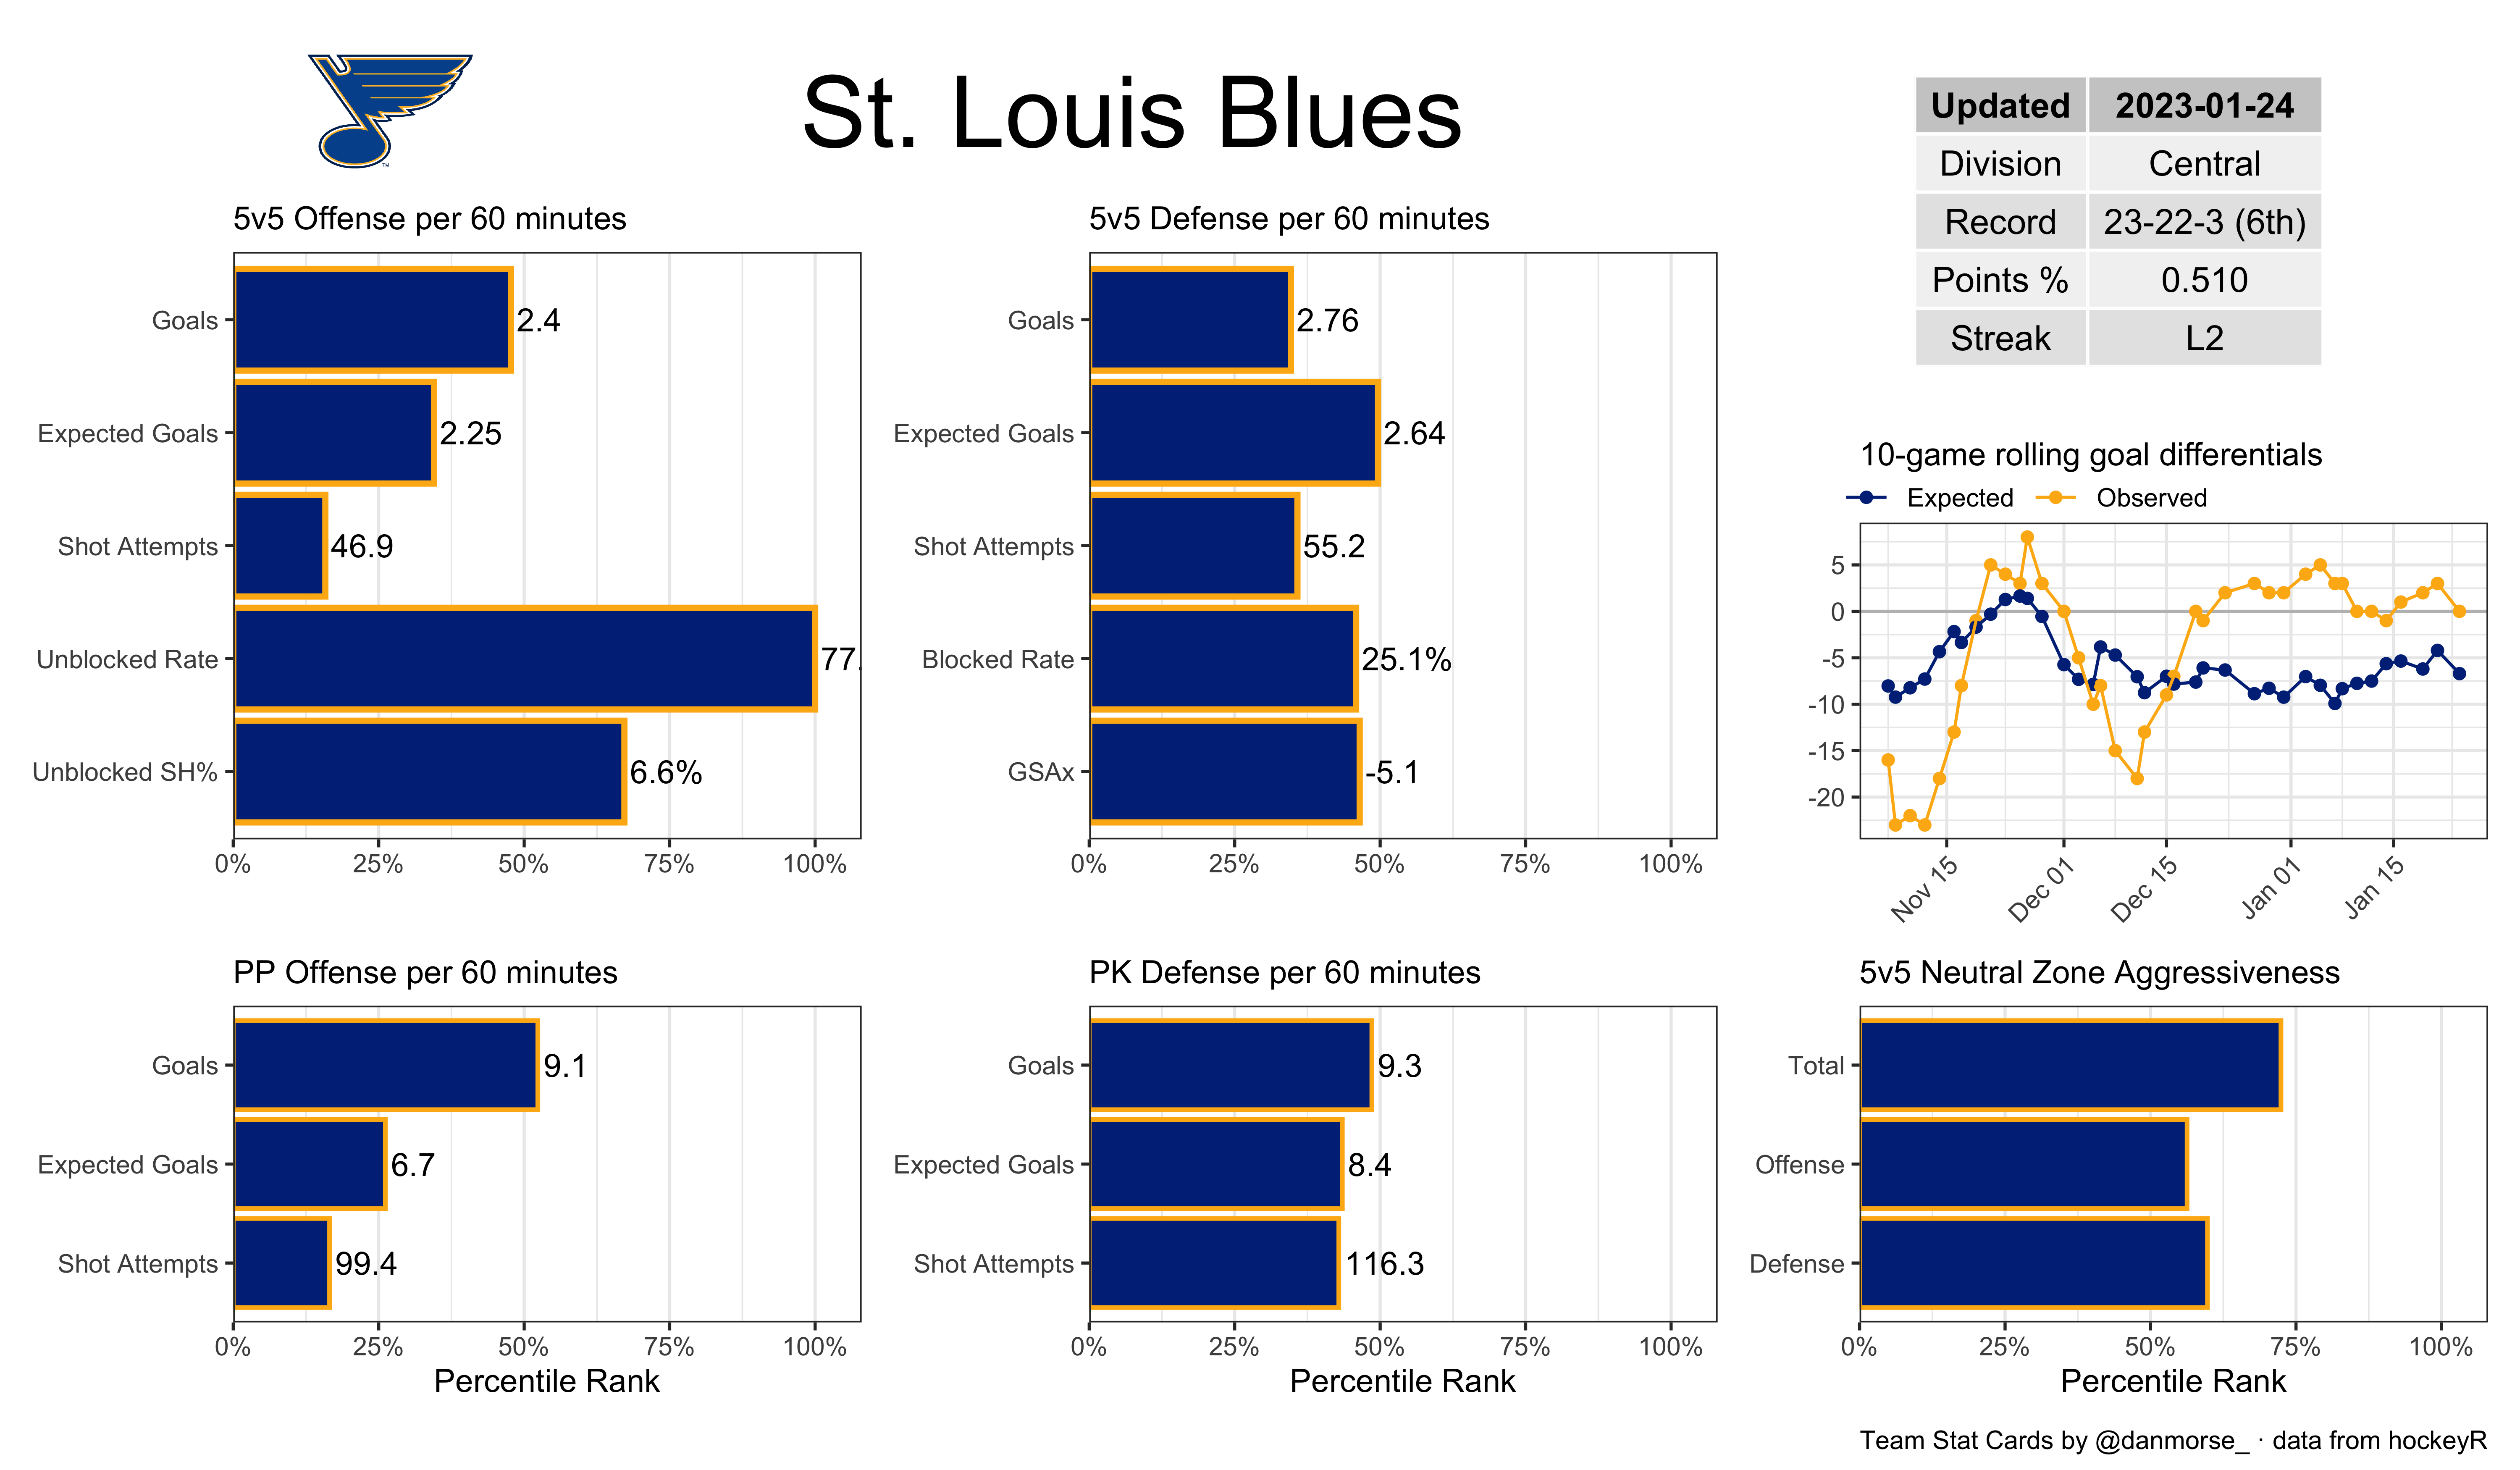 St. Louis Blues
Updated 2023-01-24
Division Central
Record 23-22-3 (6th)
Points % 0.510
Streak L2
5v5 Offense per 60 minutes
Goals 2.4
Expected Goals 2.25
Shot Attempts 46.9
Unblocked Rate 77.
Unblocked SH% 6.6%
0% 25% 50% 75% 100%
5v5 Defense per 60 minutes
Goals 2.76
Expected Goals 2.64
Shot Attempts 55.2
Blocked Rate 25.1%
GSAx -5.1
0% 25% 50% 75% 100%
10-game rolling goal differentials
Expected Observed
5
0
-5
-10
-15
-20
Nov 15 Dec 01 Dec 15 Jan 01 Jan 15
PP Offense per 60 minutes
Goals 9.1
Expected Goals 6.7
Shot Attempts 99.4
0% 25% 50% 75% 100%
Percentile Rank
PK Defense per 60 minutes
Goals 9.3
Expected Goals 8.4
Shot Attempts 116.3
0% 25% 50% 75% 100%
Percentile Rank
5v5 Neutral Zone Aggressiveness
Total
Offense
Defense
0% 25% 50% 75% 100%
Percentile Rank
Team Stat Cards by @danmorse_ · data from hockeyR